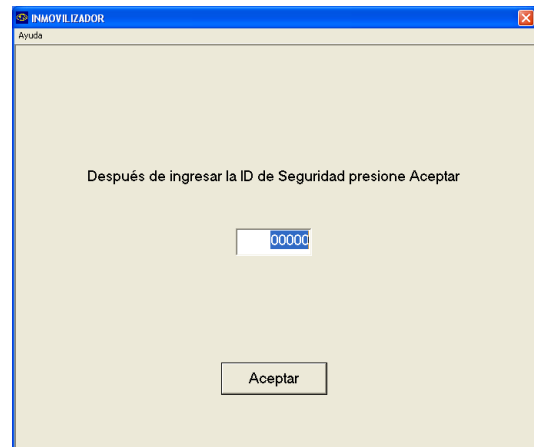 INMOVILIZADOR
Ayuda
Después de ingresar la ID de Seguridad presione Aceptar
00000
Aceptar